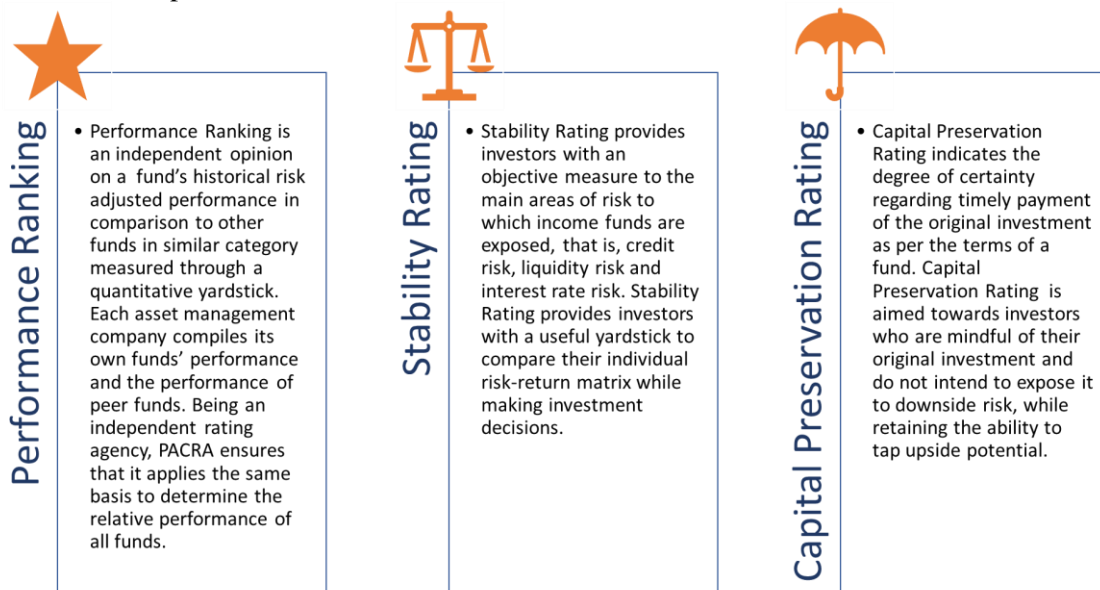 Performance Ranking
• Performance Ranking is
an independent opinion
on a fund's historical risk
adjusted performance in
comparison to other
funds in similar category
measured through a
quantitative yardstick.
Each asset management
company compiles its
own funds' performance
and the performance of
peer funds. Being an
independent rating
agency, PACRA ensures
that it applies the same
basis to determine the
relative performance of
all funds.
Stability Rating
• Stability Rating provides
investors with an
objective measure to the
main areas of risk to
which income funds are
exposed, that is, credit
risk, liquidity risk and
interest rate risk. Stability
Rating provides investors
with a useful yardstick to
compare their individual
risk-return matrix while
making investment
decisions.
Capital Preservation Rating
• Capital Preservation
Rating indicates the
degree of certainty
regarding timely payment
of the original investment
as per the terms of a
fund. Capital
Preservation Rating is
aimed towards investors
who are mindful of their
original investment and
do not intend to expose it
to downside risk, while
retaining the ability to
tap upside potential.